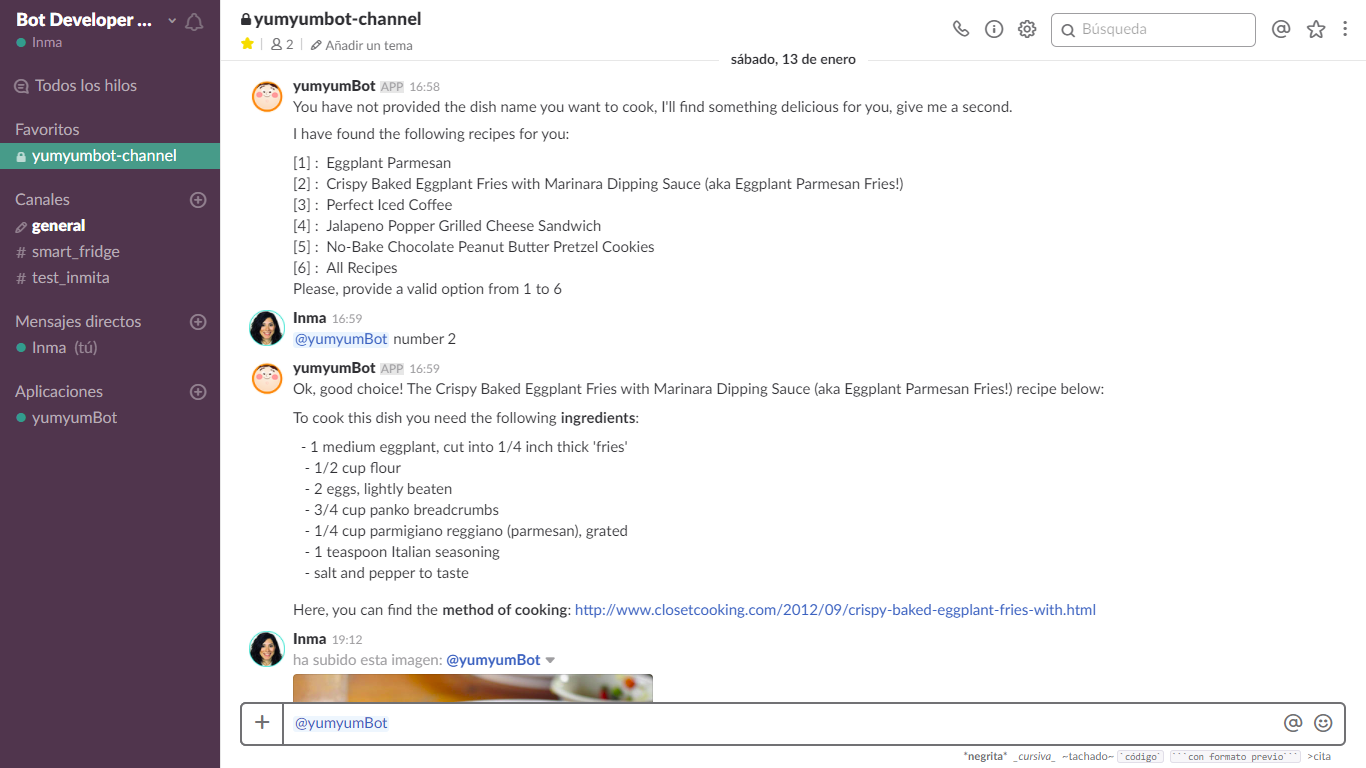 Bot Developer ...
Inma
Todos los hilos
Favoritos
yumyumbot-channel
Canales
general
# smart_fridge
# test_inmita
Mensajes directos
Inma (tú)
Aplicaciones
yumyumBot
yumyumbot-channel
2
Añadir un tema
Búsqueda
sábado, 13 de enero
yumyumBot APP 16:58
You have not provided the dish name you want to cook, I'll find something delicious for you, give me a second.
I have found the following recipes for you:
[1] : Eggplant Parmesan
[2] : Crispy Baked Eggplant Fries with Marinara Dipping Sauce (aka Eggplant Parmesan Fries!)
[3] : Perfect Iced Coffee
[4] : Jalapeno Popper Grilled Cheese Sandwich
[5] : No-Bake Chocolate Peanut Butter Pretzel Cookies
[6] : All Recipes
Please, provide a valid option from 1 to 6
Inma 16:59
@yumyumBot number 2
yumyumBot APP 16:59
Ok, good choice! The Crispy Baked Eggplant Fries with Marinara Dipping Sauce (aka Eggplant Parmesan Fries!) recipe below:
To cook this dish you need the following ingredients:
- 1 medium eggplant, cut into 1/4 inch thick 'fries'
- 1/2 cup flour
- 2 eggs, lightly beaten
- 3/4 cup panko breadcrumbs
- 1/4 cup parmigiano reggiano (parmesan), grated
- 1 teaspoon Italian seasoning
- salt and pepper to taste
Here, you can find the method of cooking: http://www.closetcooking.com/2012/09/crispy-baked-eggplant-fries-with.html
Inma 19:12
ha subido esta imagen: @yumyumBot
@yumyumBot
*negrita* _cursiva_ ~tachado~ `código` ```con formato previo``` >cita